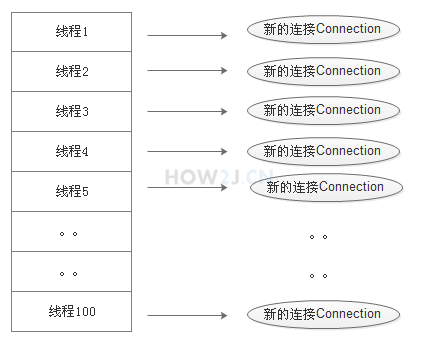 线程1 新的连接Connection
线程2 新的连接Connection
线程3 新的连接Connection
线程4 新的连接Connection
HOW2J.CN
线程5 新的连接Connection
。。 。。
。。 。。
线程100 新的连接Connection